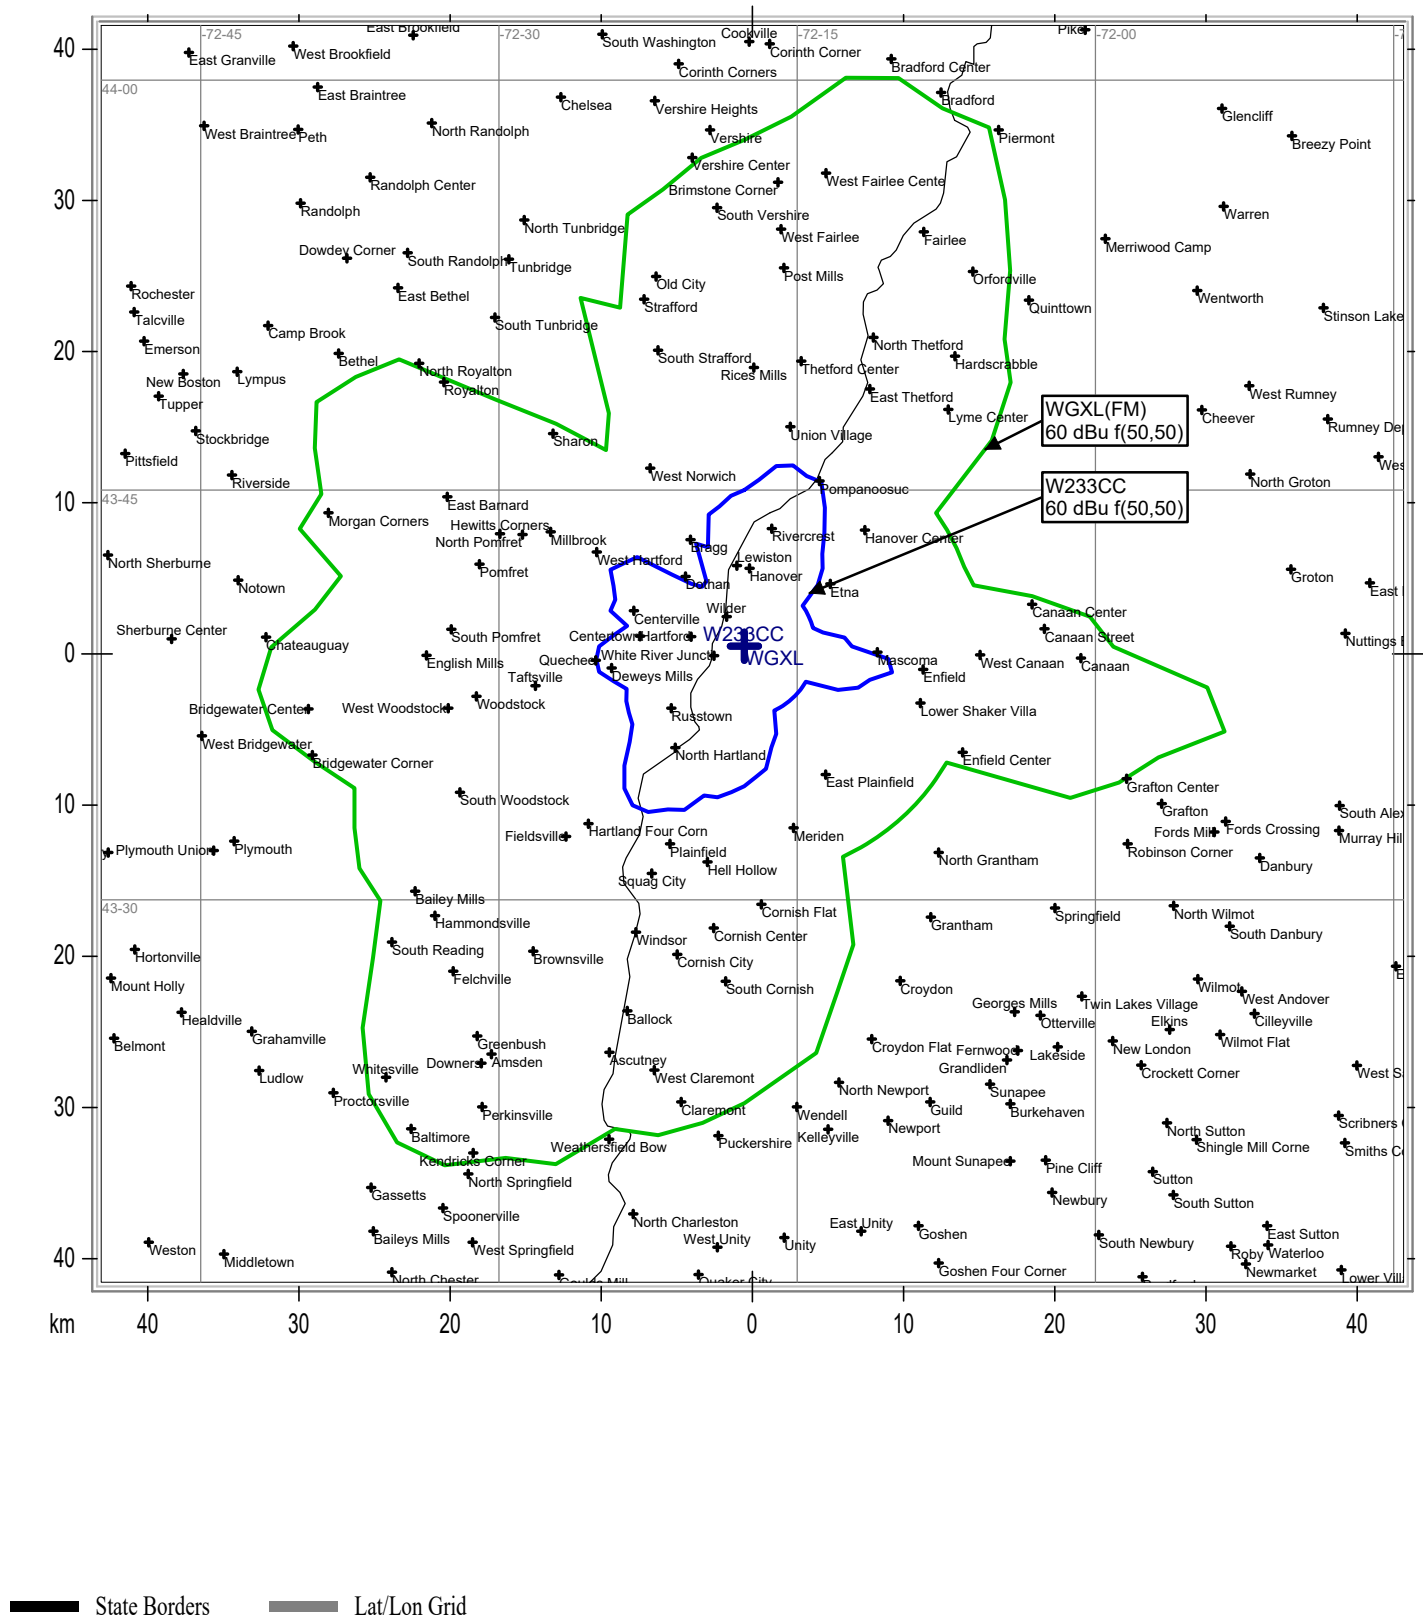 40
East Brookfield
South Washington
Cookville
Corinth Corner
Pike
-72-45
-72-30
-72-15
-72-00
East Granville
West Brookfield
Corinth Corners
Bradford Center
44-00
East Braintree
Chelsea
Vershire Heights
Bradford
Glencliff
West Braintree
Peth
North Randolph
Vershire
Piermont
Breezy Point
Vershire Center
Randolph Center
Brimstone Corner
West Fairlee Cente
30
Randolph
South Vershire
Warren
North Tunbridge
West Fairlee
Fairlee
Merriwood Camp
Dowdey Corner
South Randolph
Tunbridge
Post Mills
Orfordville
Rochester
East Bethel
Old City
Strafford
Quinttown
Wentworth
Talcville
Camp Brook
South Tunbridge
Stinson Lake
Emerson
Bethel
20
New Boston
Lympus
North Royalton
Royalton
South Strafford
Rices Mills
Thetford Center
North Thetford
Hardscrabble
Tupper
East Thetford
Lyme Center
WGXL(FM)
60 dBu f(50,50)
West Rumney
Cheever
Rumney De
Stockbridge
Sharon
Union Village
Pittsfield
Riverside
West Norwich
W233CC
60 dBu f(50,50)
North Groton
Wes
10
43-45
East Barnard
Pompanoosuc
Morgan Corners
Hewitts Corners
North Pomfret
Millbrook
Bragg
Rivercrest
Hanover Center
North Sherburne
Pomfret
West Hartford
Lewiston
Hanover
Notown
Dothan
Etna
Groton
East
Sherburne Center
Centerville
Wilder
Canaan Center
Chateauguay
South Pomfret
Centertown
Hartford
W233CC
Canaan Street
Nuttings
0
English Mills
Quechee
White River Junct
WGXL
Mascoma
West Canaan
Canaan
Taftsville
Deweys Mills
Enfield
Bridgewater Center
West Woodstock
Woodstock
Russtown
Lower Shaker Villa
West Bridgewater
Bridgewater Corner
North Hartland
Enfield Center
East Plainfield
Grafton Center
10
South Woodstock
Grafton
South Ale
Fieldsville
Hartland Four Corn
Meriden
Fords Mill
Fords Crossing
Murray Hil
Plymouth Union
Plymouth
Plainfield
Hell Hollow
North Grantham
Robinson Corner
Danbury
Squag City
43-30
Bailey Mills
Hammondsville
Cornish Flat
Grantham
Springfield
North Wilmot
South Danbury
20
Hortonville
South Reading
Brownsville
Windsor
Cornish Center
Cornish City
Mount Holly
Felchville
South Cornish
Croydon
Wilmot
West Andover
Healdville
Ballock
Georges Mills
Twin Lakes Village
Otterville
Elkins
Cilleyville
Belmont
Grahamville
Greenbush
Croydon Flat
Fernwood
Lakeside
New London
Wilmot Flat
Downers
Amsden
Ascutney
Grandliden
Crockett Corner
West S
Ludlow
Whitesville
West Claremont
North Newport
Sunapee
30
Proctorsville
Perkinsville
Claremont
Wendell
Guild
Burkehaven
Scribners
Baltimore
Weathersfield Bow
Puckershire
Kelleyville
Newport
North Sutton
Shingle Mill Corne
Smiths C
Kendricks Corner
Mount Sunapee
Pine Cliff
Gassetts
North Springfield
Newbury
Sutton
South Sutton
Spoonerville
Baileys Mills
North Charleston
West Unity
East Unity
Goshen
South Newbury
East Sutton
40
Weston
Middletown
West Springfield
Unity
Roby
Waterloo
North Chester
Goulds Mill
Quaker City
Goshen Four Corner
Newmarket
Lower Vill
km
40
30
20
10
0
10
20
30
40
State Borders
Lat/Lon Grid